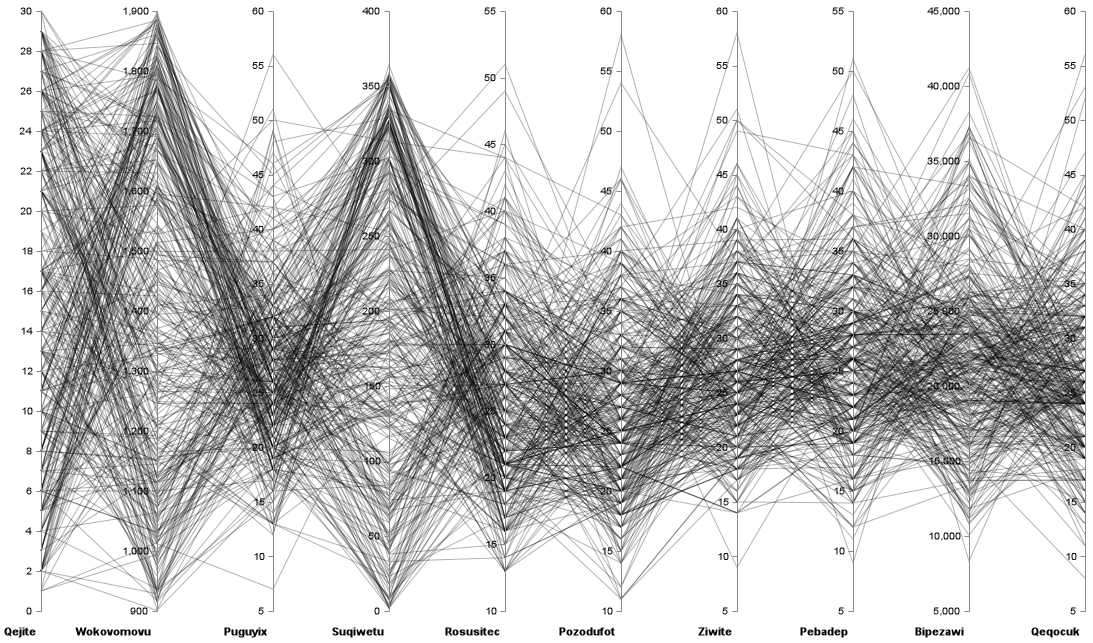 30 1,900 60 400 55 60 60 55 45,000 60
28 1,800 55 350 50 55 55 50 40,000 55
26 1,700 50 300 45 50 50 45 35,000 50
24 1,600 45 250 40 45 45 40 30,000 45
22 1,500 40 200 35 40 40 35 25,000 40
20 1,400 35 150 30 35 35 30 20,000 35
18 1,300 30 100 25 30 30 25 15,000 30
16 1,200 25 50 20 25 25 20 10,000 25
14 1,100 20 0 15 20 20 15 5,000 20
12 1,000 15 10 15 15 10 15
10 900 10 10 10 5 10
8 5 5 5
6
4
2
0
Qejite Wokovomovu Puguyix Suqiwetu Rosusitec Pozodufot Ziwite Pebadep Bipezawi Qeqocuk